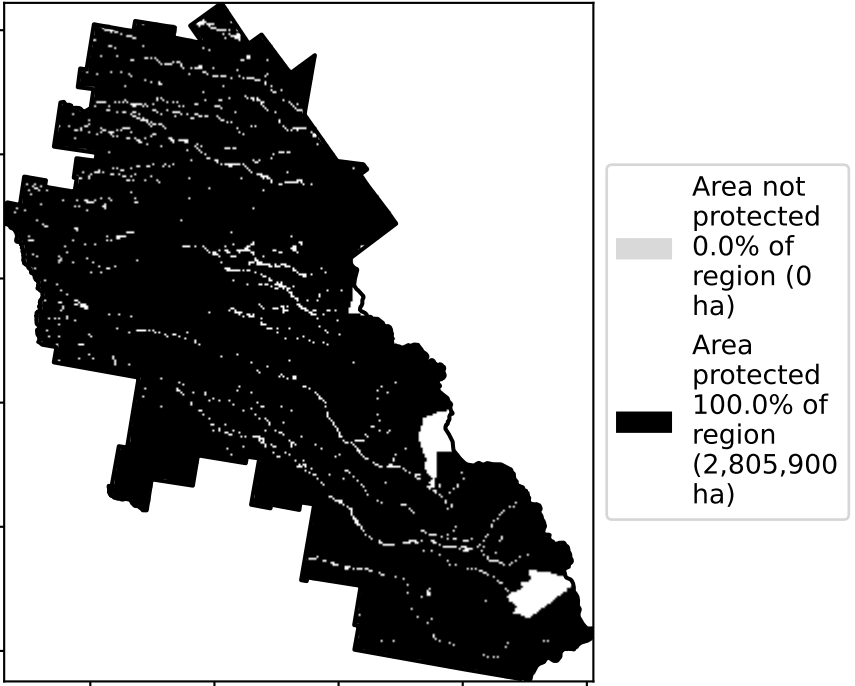 Area not
protected
0.0% of
region (0
ha)
Area
protected
100.0% of
region
(2,805,900
ha)